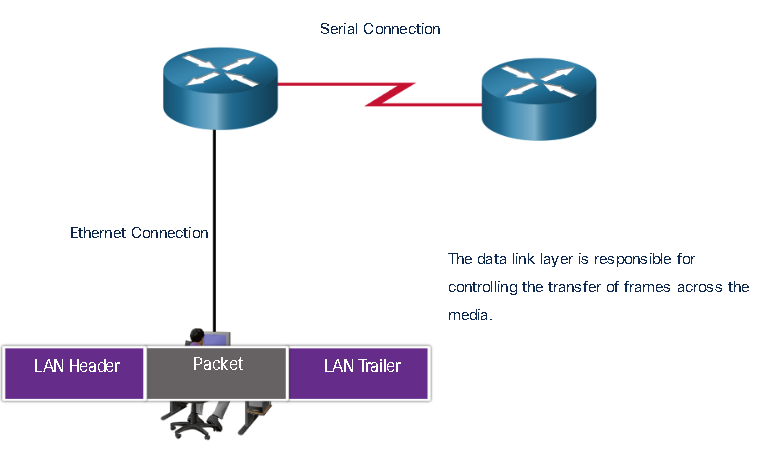 Serial Connection
Ethernet Connection
The data link layer is responsible for
controlling the transfer of frames across the
media.
LAN Header
Packet
LAN Trailer